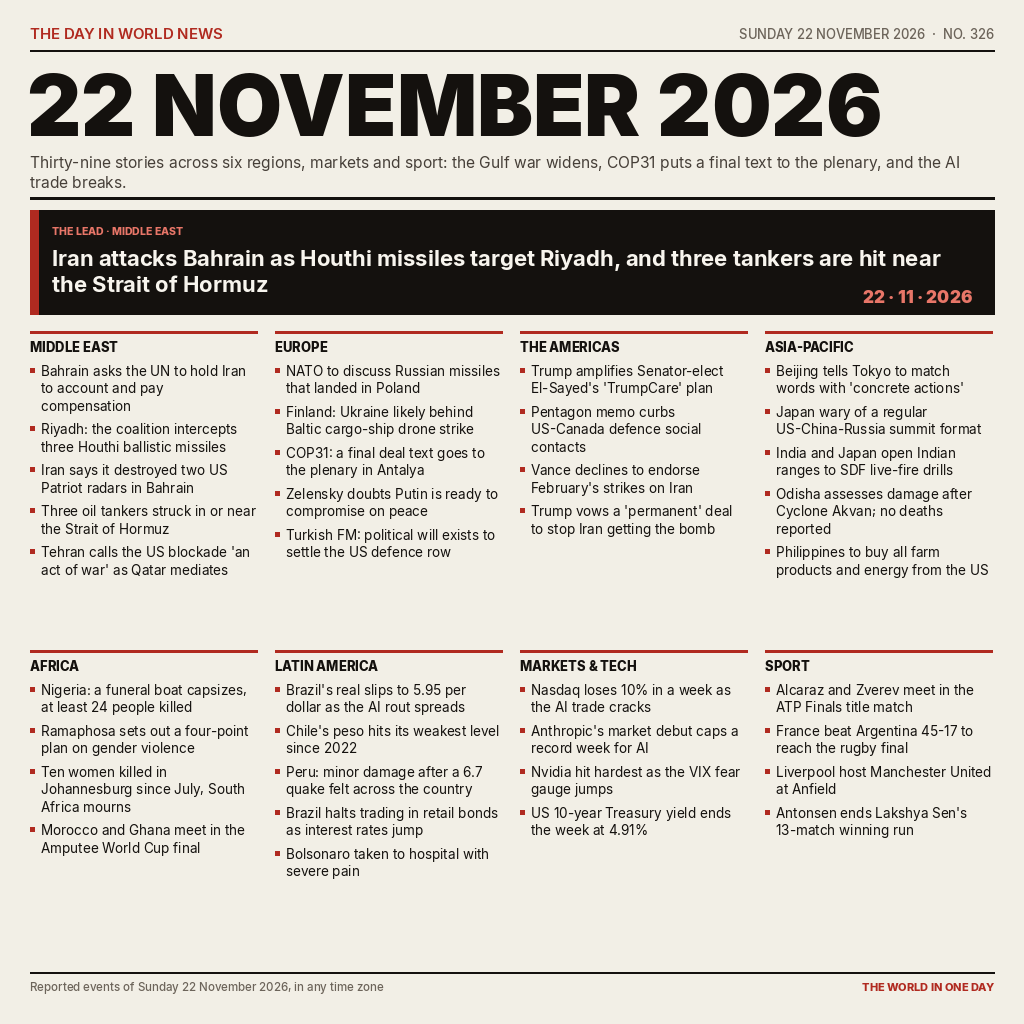 THE DAY IN WORLD NEWS
SUNDAY 22 NOVEMBER 2026 · NO. 326
22 NOVEMBER 2026
Thirty-nine stories across six regions, markets and sport: the Gulf war widens, COP31 puts a final text to the plenary, and the AI
trade breaks.
THE LEAD · MIDDLE EAST
Iran attacks Bahrain as Houthi missiles target Riyadh, and three tankers are hit near
the Strait of Hormuz
22 · 11 · 2026
MIDDLE EAST
Bahrain asks the UN to hold Iran
to account and pay
compensation
Riyadh: the coalition intercepts
three Houthi ballistic missiles
Iran says it destroyed two US
Patriot radars in Bahrain
Three oil tankers struck in or near
the Strait of Hormuz
Tehran calls the US blockade 'an
act of war' as Qatar mediates
EUROPE
NATO to discuss Russian missiles
that landed in Poland
Finland: Ukraine likely behind
Baltic cargo-ship drone strike
COP31: a final deal text goes to
the plenary in Antalya
Zelensky doubts Putin is ready to
compromise on peace
Turkish FM: political will exists to
settle the US defence row
THE AMERICAS
Trump amplifies Senator-elect
El-Sayed's 'TrumpCare' plan
Pentagon memo curbs
US-Canada defence social
contacts
Vance declines to endorse
February's strikes on Iran
Trump vows a 'permanent' deal
to stop Iran getting the bomb
ASIA-PACIFIC
Beijing tells Tokyo to match
words with 'concrete actions'
Japan wary of a regular
US-China-Russia summit format
India and Japan open Indian
ranges to SDF live-fire drills
Odisha assesses damage after
Cyclone Akvan; no deaths
reported
Philippines to buy all farm
products and energy from the US
AFRICA
Nigeria: a funeral boat capsizes,
at least 24 people killed
Ramaphosa sets out a four-point
plan on gender violence
Ten women killed in
Johannesburg since July, South
Africa mourns
Morocco and Ghana meet in the
Amputee World Cup final
LATIN AMERICA
Brazil's real slips to 5.95 per
dollar as the AI rout spreads
Chile's peso hits its weakest level
since 2022
Peru: minor damage after a 6.7
quake felt across the country
Brazil halts trading in retail bonds
as interest rates jump
Bolsonaro taken to hospital with
severe pain
MARKETS & TECH
Nasdaq loses 10% in a week as
the AI trade cracks
Anthropic's market debut caps a
record week for AI
Nvidia hit hardest as the VIX fear
gauge jumps
US 10-year Treasury yield ends
the week at 4.91%
SPORT
Alcaraz and Zverev meet in the
ATP Finals title match
France beat Argentina 45-17 to
reach the rugby final
Liverpool host Manchester United
at Anfield
Antonsen ends Lakshya Sen's
13-match winning run
Reported events of Sunday 22 November 2026, in any time zone
THE WORLD IN ONE DAY